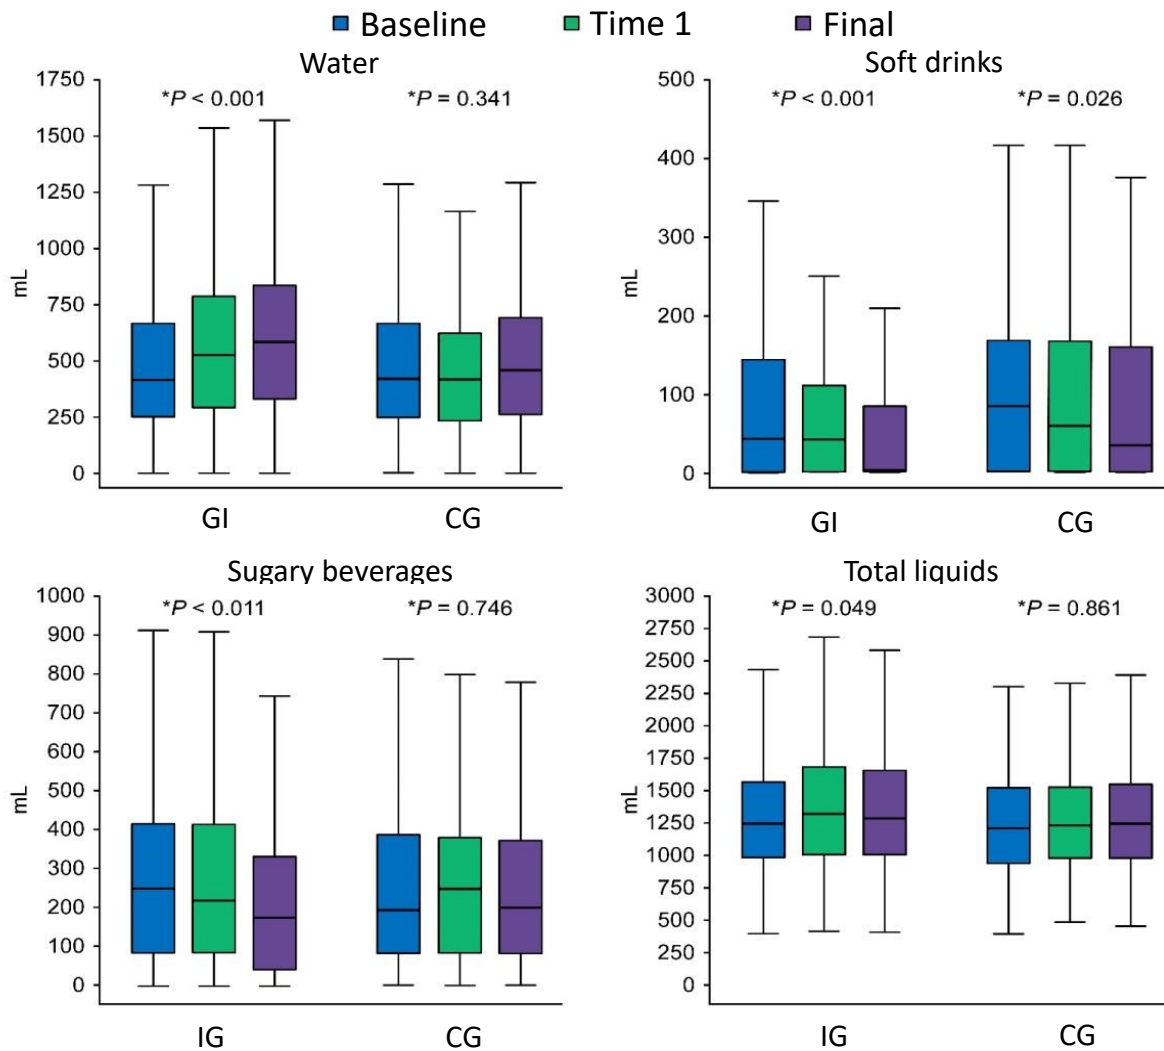 Baseline Time 1 Final
Water
1750
1500
1250
1000
750
500
250
0
mL
*P < 0.001
*P = 0.341
GI
CG
Soft drinks
500
400
300
200
100
0
mL
*P < 0.001
*P = 0.026
GI
CG
Sugary beverages
1000
900
800
700
600
500
400
300
200
100
0
mL
*P < 0.011
*P = 0.746
IG
CG
Total liquids
3000
2750
2500
2250
2000
1750
1500
1250
1000
750
500
250
0
mL
*P = 0.049
*P = 0.861
IG
CG